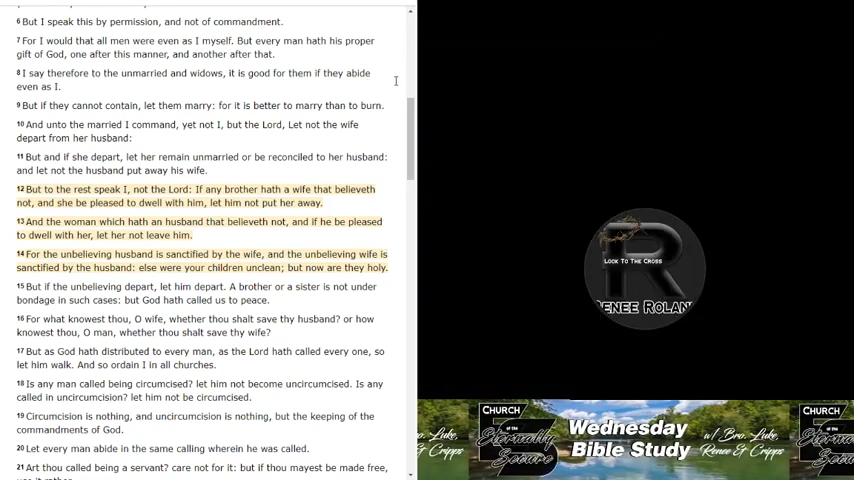 6 But I speak this by permission, and not of commandment.
7 For I would that all men were even as I myself. But every man hath his proper
gift of God, one after this manner, and another after that.
8 I say therefore to the unmarried and widows, it is good for them if they abide
even as I.
9 But if they cannot contain, let them marry: for it is better to marry than to burn.
10 And unto the married I command, yet not I, but the Lord, Let not the wife
depart from her husband:
11 But and if she depart, let her remain unmarried or be reconciled to her husband:
and let not the husband put away his wife.
12 But to the rest speak I, not the Lord: If any brother hath a wife that believeth
not, and she be pleased to dwell with him, let him not put her away.
13 And the woman which hath an husband that believeth not, and if he be pleased
to dwell with her, let her not leave him.
14 For the unbelieving husband is sanctified by the wife, and the unbelieving wife is
sanctified by the husband: else were your children unclean; but now are they holy.
15 But if the unbelieving depart, let him depart. A brother or a sister is not under
bondage in such cases: but God hath called us to peace.
16 For what knowest thou, O wife, whether thou shalt save thy husband? or how
knowest thou, O man, whether thou shalt save thy wife?
17 But as God hath distributed to every man, as the Lord hath called every one, so
let him walk. And so ordain I in all churches.
18 Is any man called being circumcised? let him not become uncircumcised. Is any
called in uncircumcision? let him not be circumcised.
19 Circumcision is nothing, and uncircumcision is nothing, but the keeping of the
commandments of God.
20 Let every man abide in the same calling wherein he was called.
21 Art thou called being a servant? care not for it: but if thou mayest be made free,
LOOK TO THE CROSS
RENEE ROLAN
Bro. Luke,
& Cripps
CHURCH
of the
Eternally
Secure
Wednesday
Bible Study
w/ Bro. Luke,
Renee & Cripps
CHURCH
of the